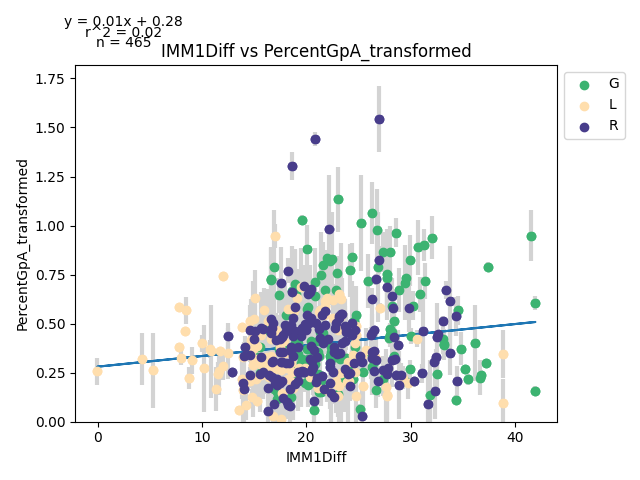 y = 0.01x + 0.28
r^2 = 0.02
n = 465
IMM1Diff vs PercentGpA_transformed
1.75
1.50
1.25
1.00
0.75
0.50
0.25
0.00
PercentGpA_transformed
0 10 20 30 40
IMM1Diff
G
L
R